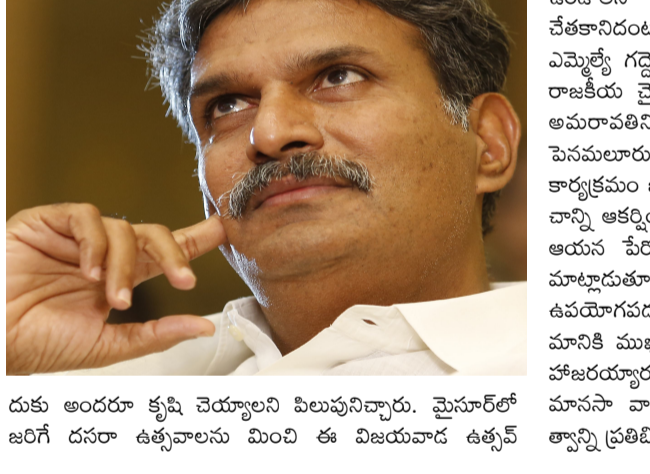 దుకు అందరూ కృషి చెయ్యాలని పిలుపునిచ్చారు. మైసూర్‌లో
జరిగే దసరా ఉత్సవాలను మించి ఈ విజయవాడ ఉత్సవ్
చేతకానిదంట
ఎమ్మెల్యే గద్దె
రాజకీయ చై
అమరావతిని
పెనమలూరు
కార్యక్రమం
చాన్ని ఆకర్షిం
ఆయన పేర్
మాట్లాడుతూ
ఉపయోగపడ
మానికి ముఖ
హాజరయ్యార
మానసా వా
త్వాన్ని ప్రతిబి